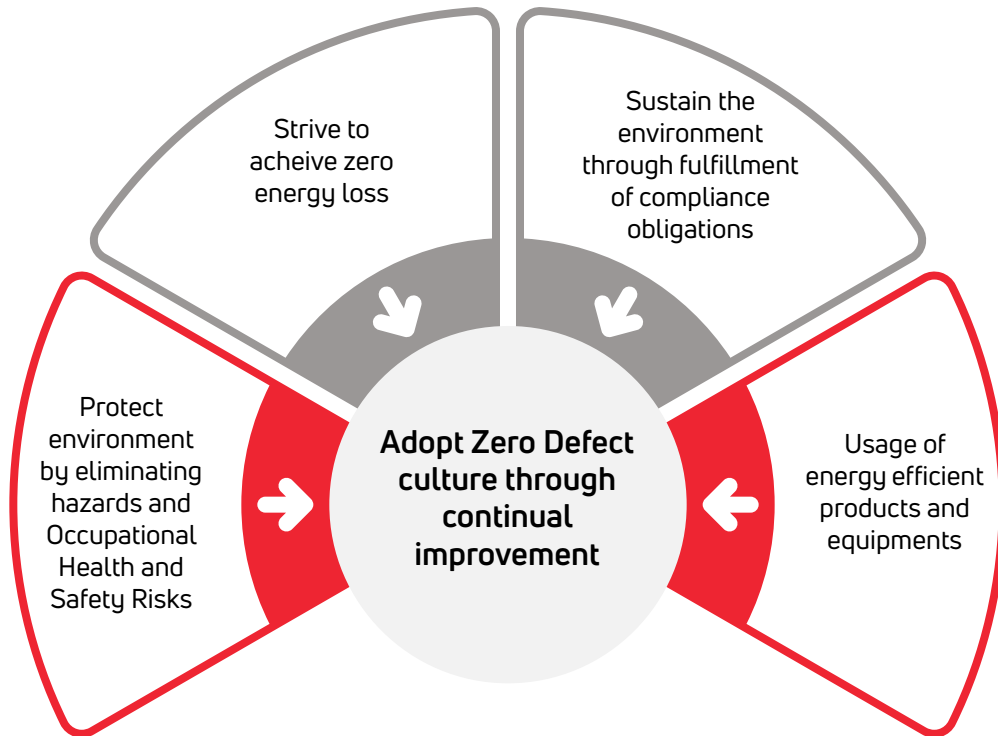 Strive to
acheive zero
energy loss
Sustain the
environment
through fulfillment
of compliance
obligations
Protect
environment
by eliminating
hazards and
Occupational
Health and
Safety Risks
Adopt Zero Defect
culture through
continual
improvement
Usage of
energy efficient
products and
equipments